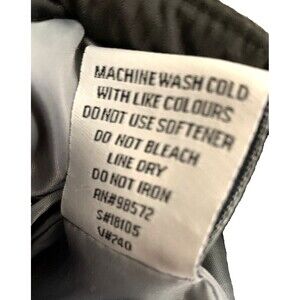 MACHINE WASH COLD
WITH LIKE COLOURS
DO NOT USE SOFTENER
DO NOT BLEACH
LINE DRY
DO NOT IRON
RN#98572
S#18105
V#240